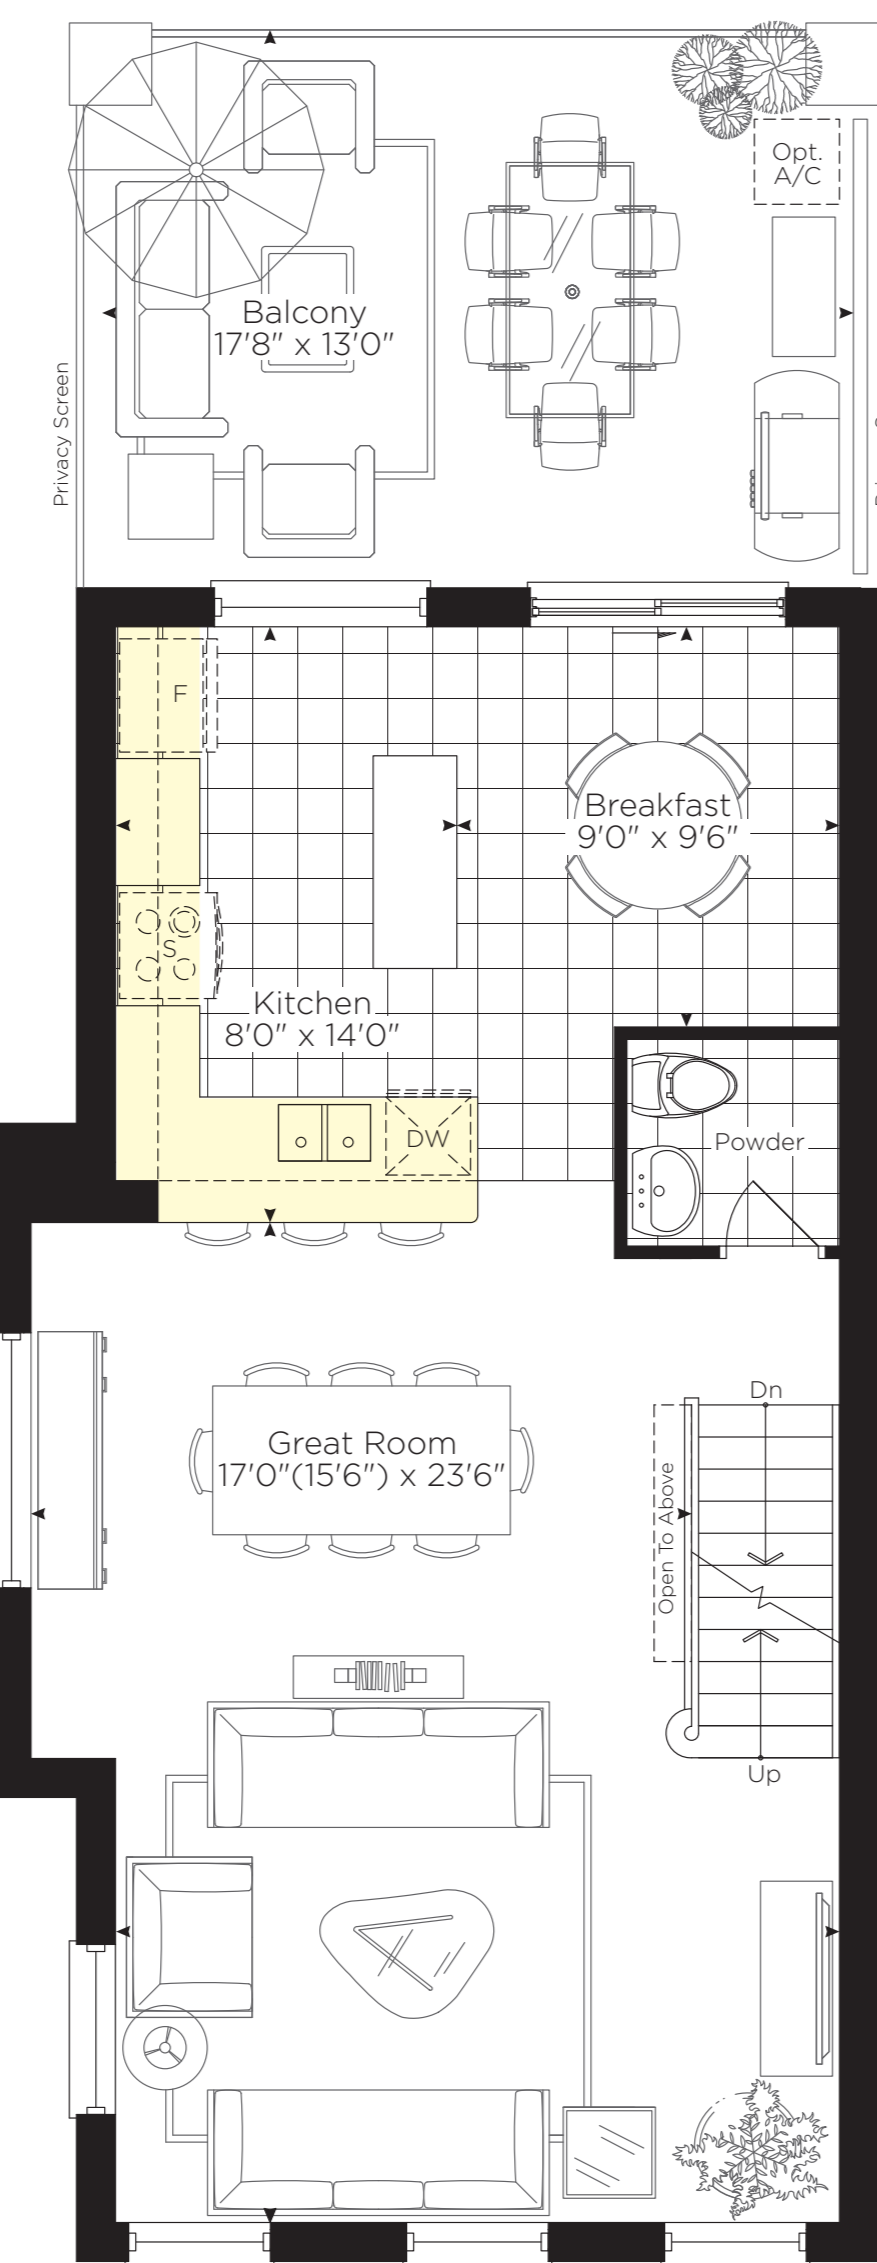 Opt.
A/C
Balcony
17'8" x 13'0"
Privacy Screen
F
Breakfast
9'0" x 9'6"
S
Kitchen
8'0" x 14'0"
DW
Powder
Dn
Great Room
17'0"(15'6") x 23'6"
Open To Above
Up